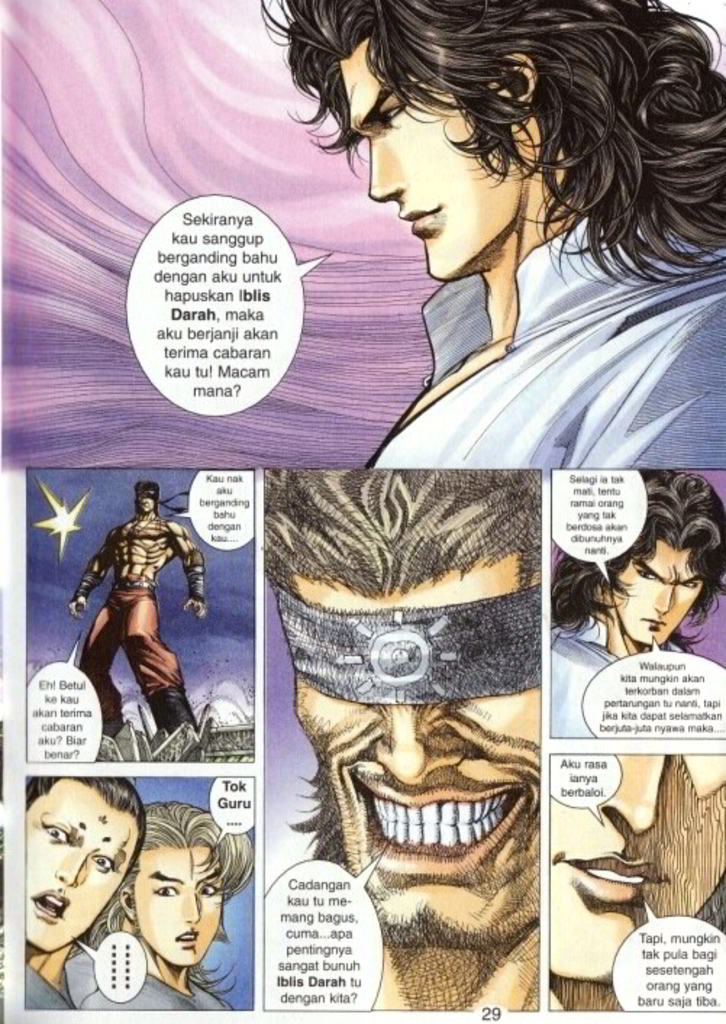 Sekiranya
kau sanggup
berganding bahu
dengan aku untuk
hapuskan Iblis
Darah, maka
aku berjanji akan
terima cabaran
kau tu! Macam
mana?
Kau nak
aku
berganding
bahu
dengan
kau....
Eh! Betul
ke kau
akan terima
cabaran
aku? Biar
benar?
Tok
Guru
....
Cadangan
kau tu me-
mang bagus,
cuma...apa
pentingnya
sangat bunuh
Iblis Darah tu
dengan kita?
Selagi ia tak
mati, tentu
ramai orang
yang tak
berdosa akan
dibunuhnya
nanti.
Walaupun
kita mungkin akan
terkorban dalam
pertarungan tu nanti, tapi
jika kita dapat selamatkan
berjuta-juta nyawa maka....
Aku rasa
ianya
berbaloi.
Tapi, mungkin
tak pula bagi
sesetengah
orang yang
baru saja tiba.
29